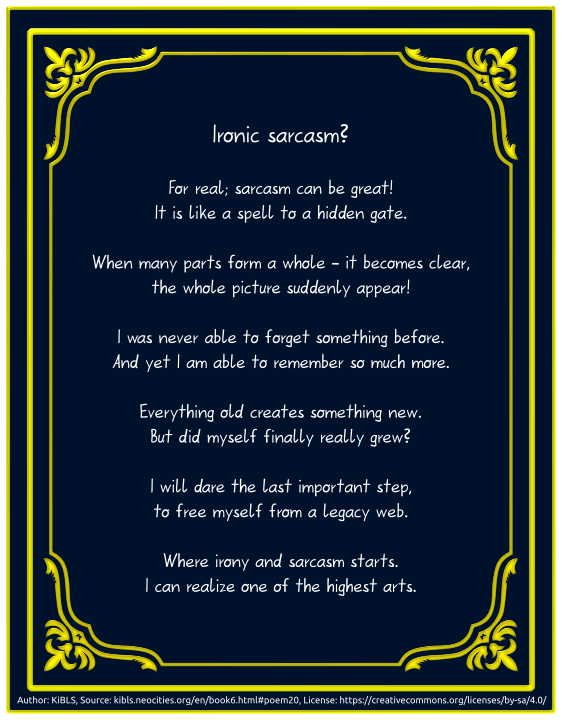 Ironic sarcasm?
For real; sarcasm can be great!
It is like a spell to a hidden gate.
When many parts form a whole – it becomes clear,
the whole picture suddenly appear!
I was never able to forget something before.
And yet I am able to remember so much more.
Everything old creates something new.
But did myself finally really grew?
I will dare the last important step,
to free myself from a legacy web.
Where irony and sarcasm starts.
I can realize one of the highest arts.
Author: KiBLS, Source: kibls.neocities.org/en/book6.html#poem20, License: https://creativecommons.org/licenses/by-sa/4.0/